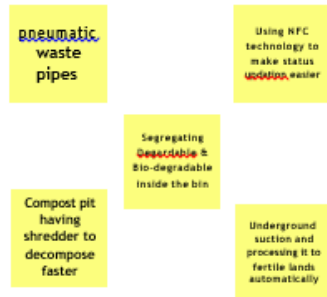 pneumatic
waste
pipes
Using NFC
technology to
make status
updation easier
Segregating
Degardable &
Bio-degradable
inside the bin
Compost pit
having
shredder to
decompose
faster
Underground
suction and
processing it to
fertile lands
automatically